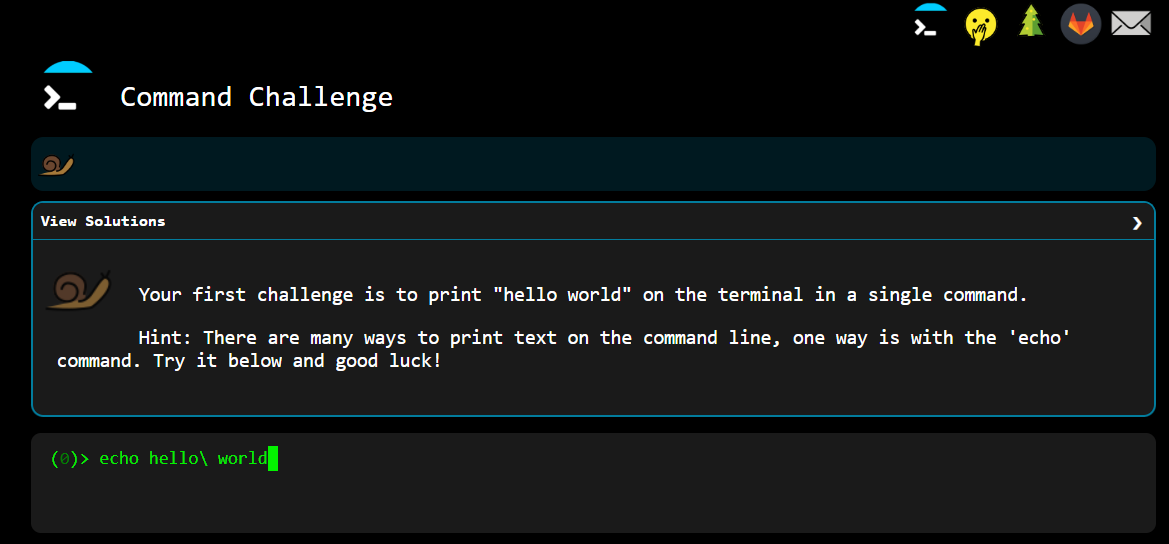 Command Challenge
View Solutions
Your first challenge is to print "hello world" on the terminal in a single command.
Hint: There are many ways to print text on the command line, one way is with the 'echo'
command. Try it below and good luck!
(0)> echo hello\ world